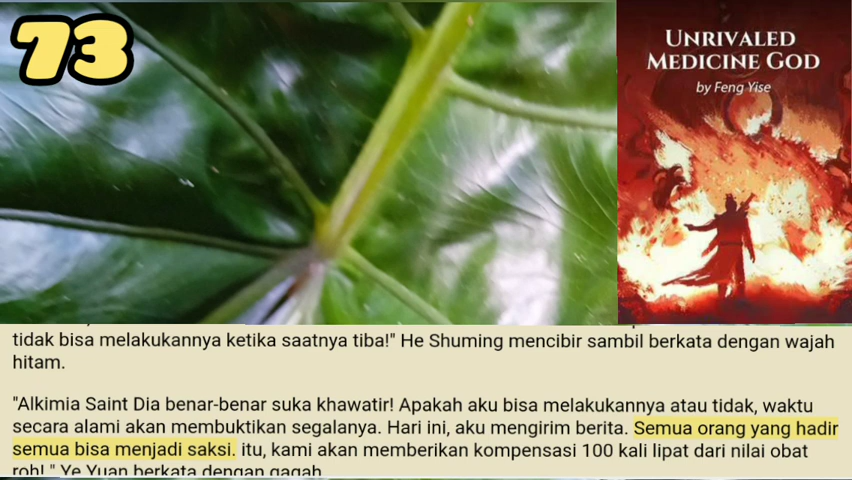 73
UNRIVALED
MEDICINE GOD
by Feng Yise
tidak bisa melakukannya ketika saatnya tiba!" He Shuming mencibir sambil berkata dengan wajah
hitam.
"Alkimia Saint Dia benar-benar suka khawatir! Apakah aku bisa melakukannya atau tidak, waktu
secara alami akan membuktikan segalanya. Hari ini, aku mengirim berita. Semua orang yang hadir
semua bisa menjadi saksi. itu, kami akan memberikan kompensasi 100 kali lipat dari nilai obat
roh! " Ye Yuan berkata dengan gagah